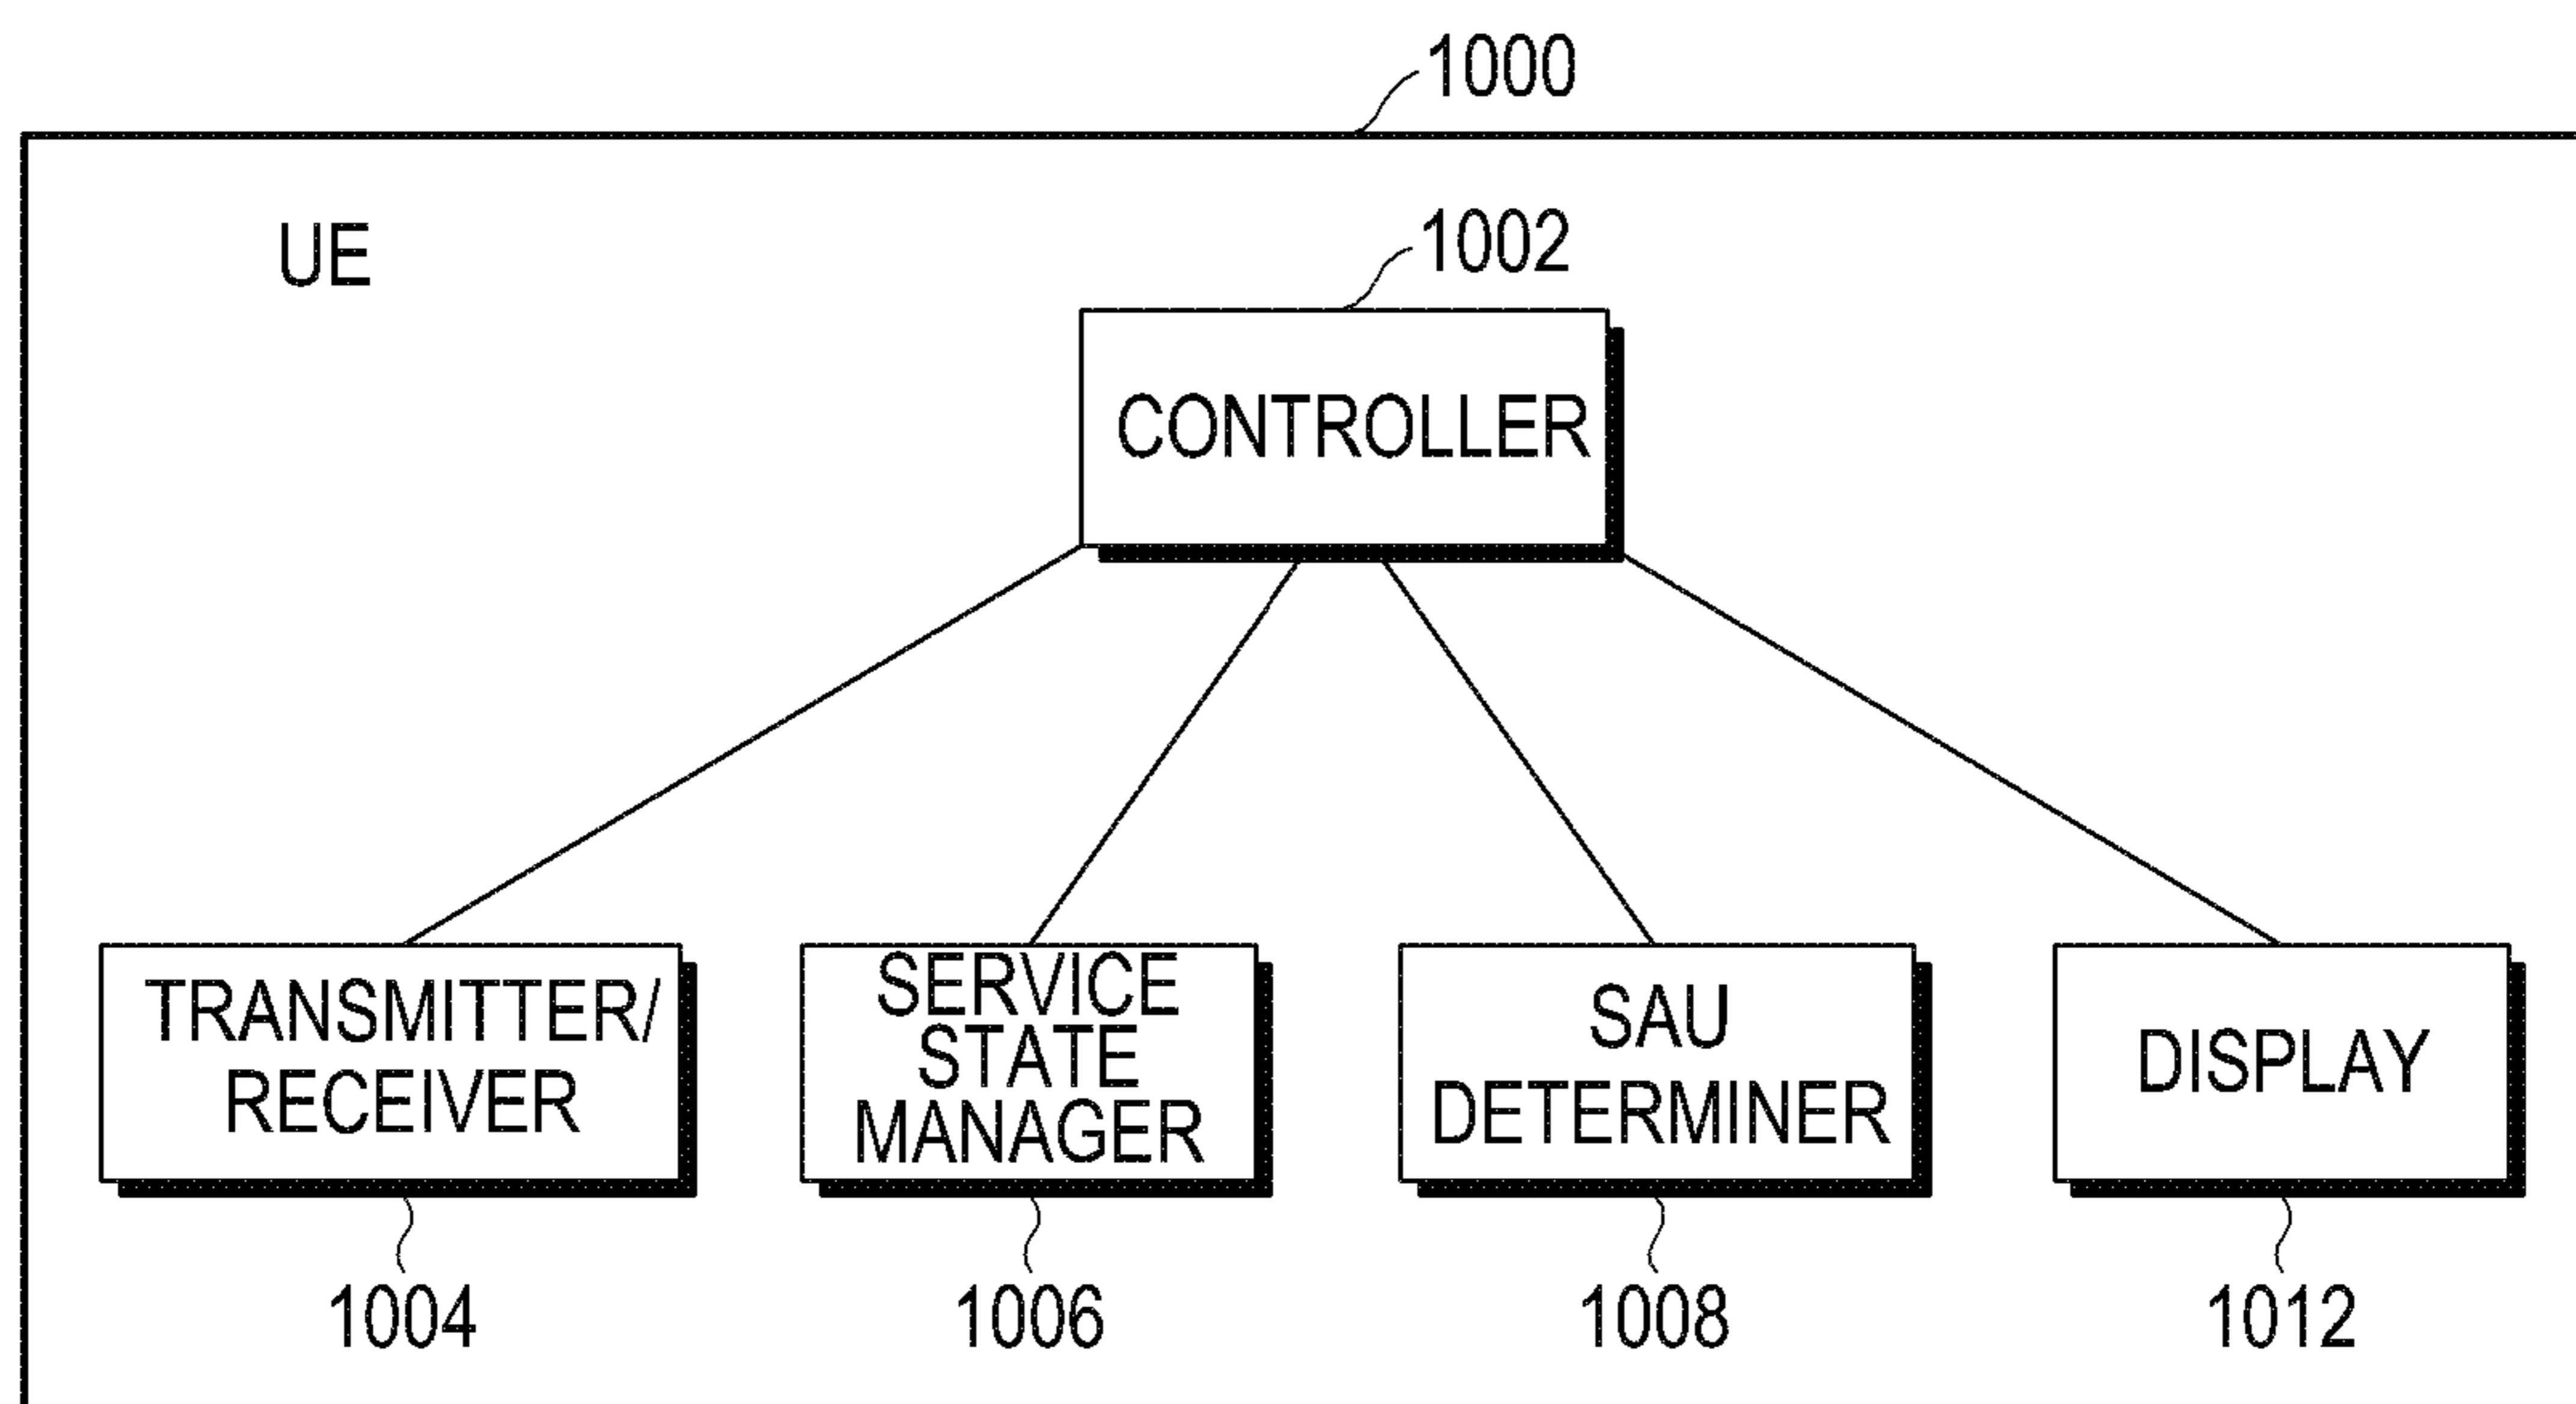 1000
UE
1002
CONTROLLER
TRANSMITTER/
RECEIVER
SERVICE
STATE
MANAGER
SAU
DETERMINER
DISPLAY
1004
1006
1008
1012